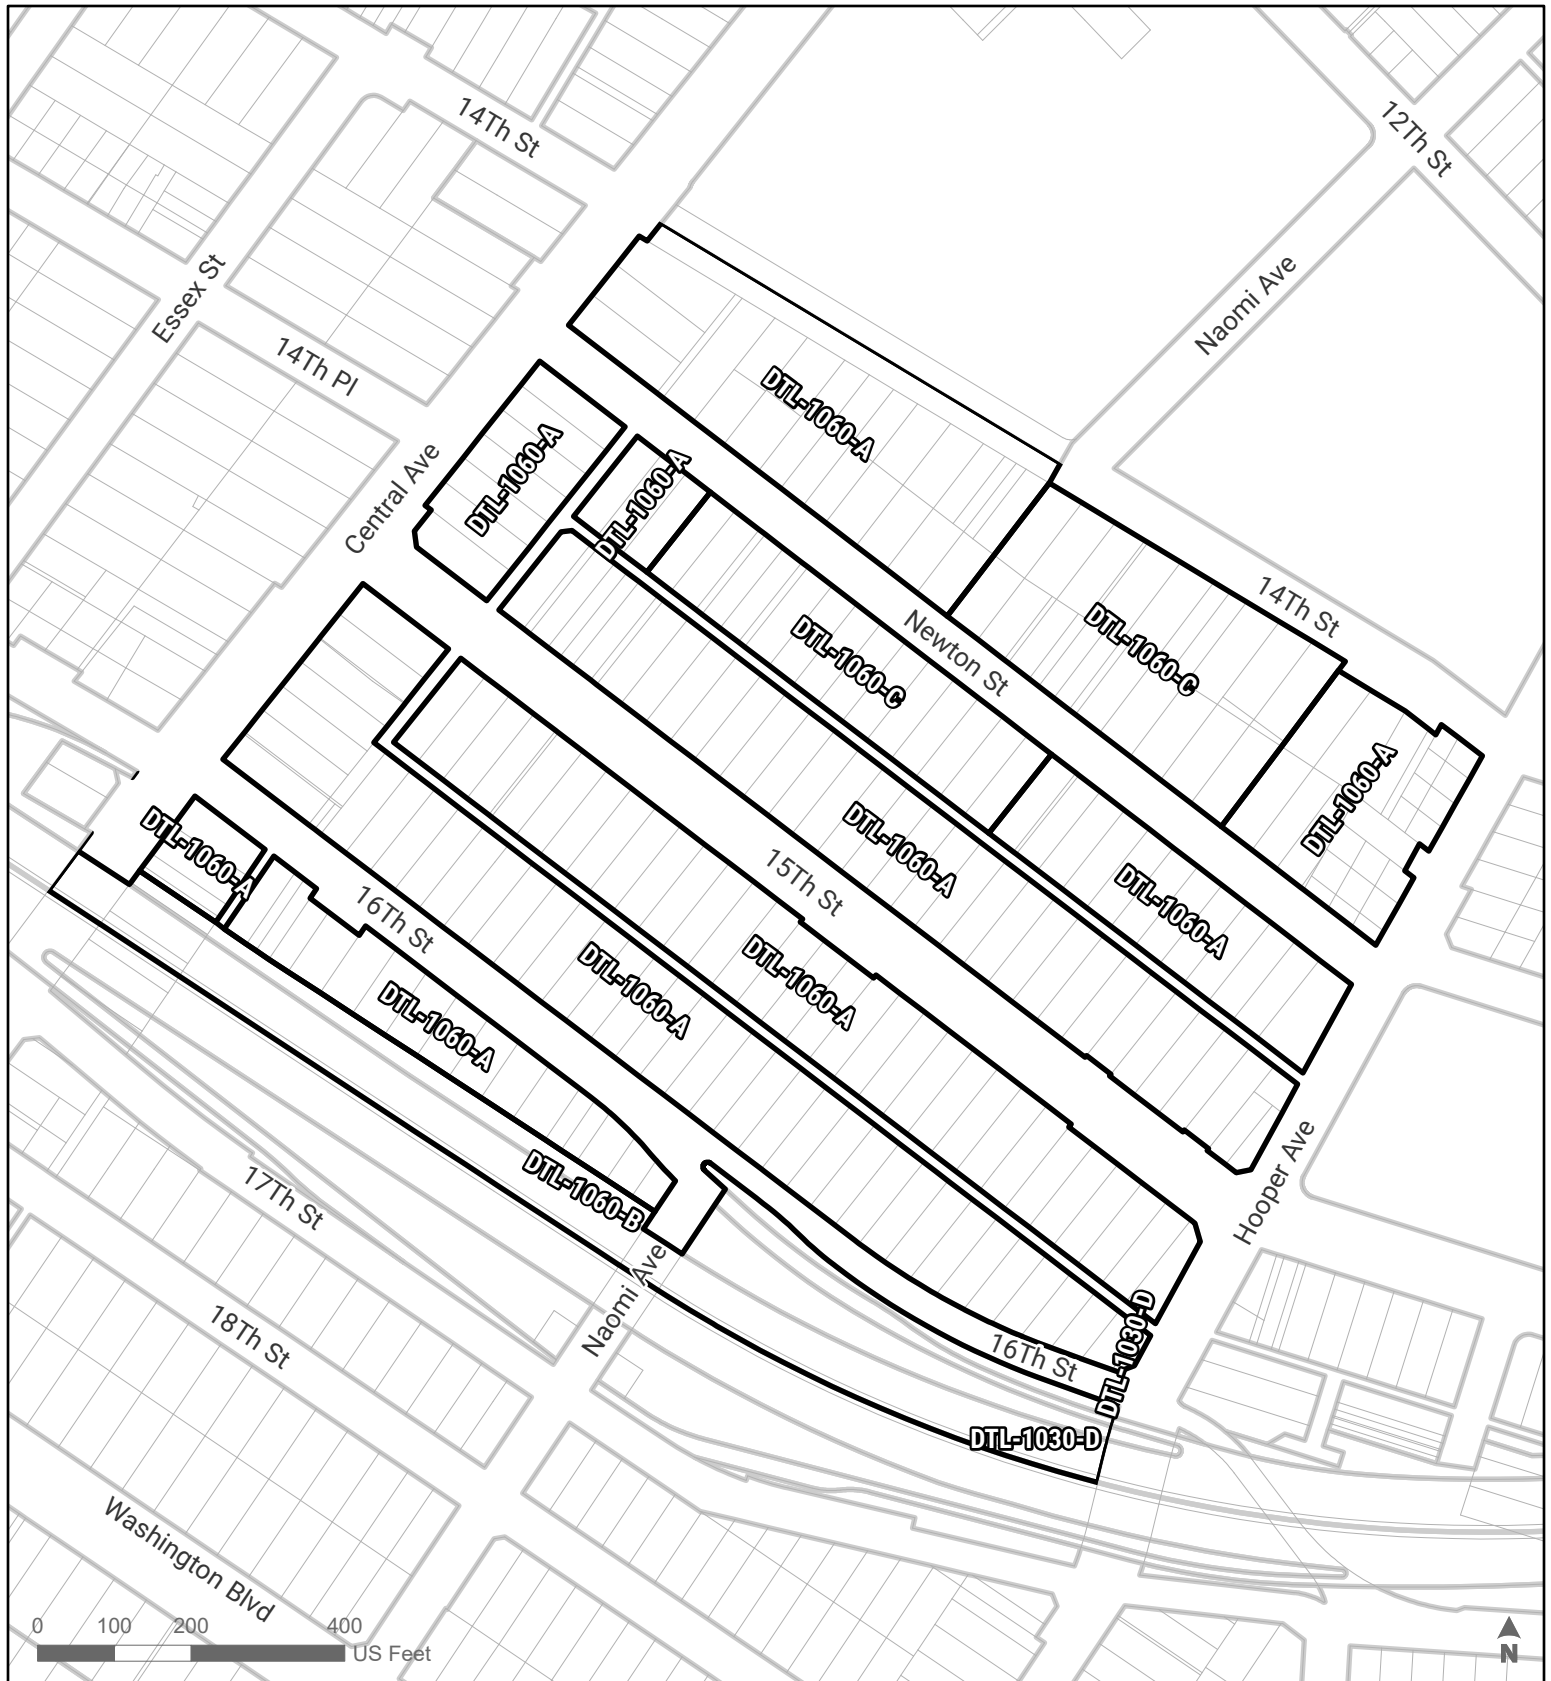 14Th St
12Th St
Essex St
Naomi Ave
14Th Pl
DTL-1060-A
Central Ave
DTL-1060-A
DTL-1060-A
14Th St
DTL-1060-C
Newton St
DTL-1060-C
DTL-1060-A
DTL-1060-A
15Th St
DTL-1060-A
DTL-1060-A
16Th St
DTL-1060-A
DTL-1060-A
DTL-1060-A
DTL-1060-B
17Th St
Hooper Ave
Naomi Ave
18Th St
16Th St
DTL-1030-D
DTL-1030-D
Washington Blvd
0 100 200 400
US Feet
N